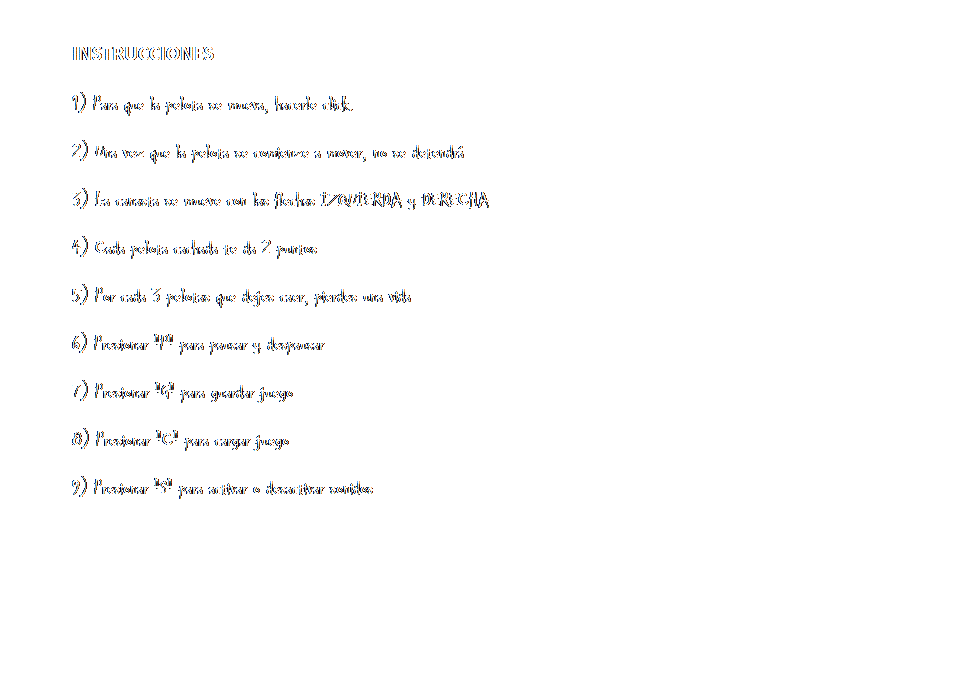 INSTRUCCIONES
1) Para que la pelota se mueva, hacerle click.
2) Una vez que la pelota se comienze a mover, no se detendrá
3) La canasta se mueve con las flechas IZQUIERDA y DERECHA
4) Cada pelota cachada te da 2 puntos
5) Por cada 3 pelotas que dejes caer, pierdes una vida
6) Presionar "P" para pausar y despausar
7) Presionar "G" para guardar juego
8) Presionar "C" para cargar juego
9) Presionar "S" para activar o desactivar sonidos